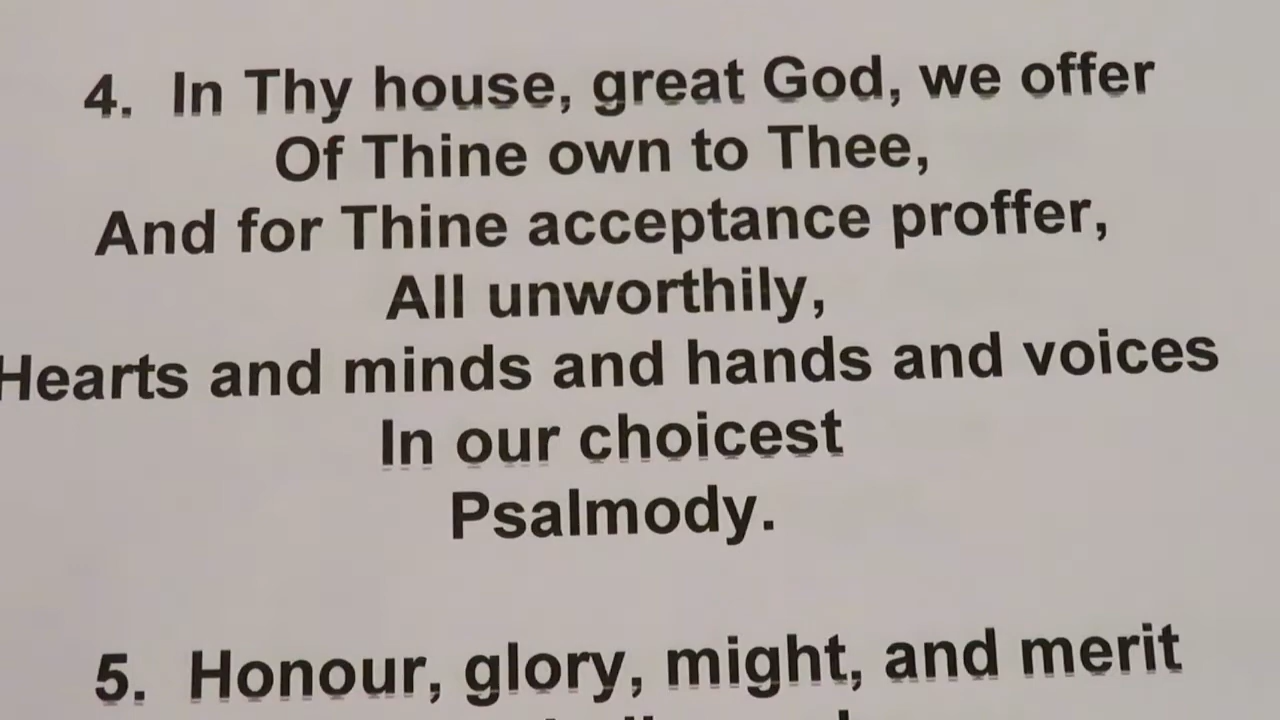 4. In Thy house, great God, we offer
Of Thine own to Thee,
And for Thine acceptance proffer,
All unworthily,
Hearts and minds and hands and voices
In our choicest
Psalmody.
5. Honour, glory, might, and merit